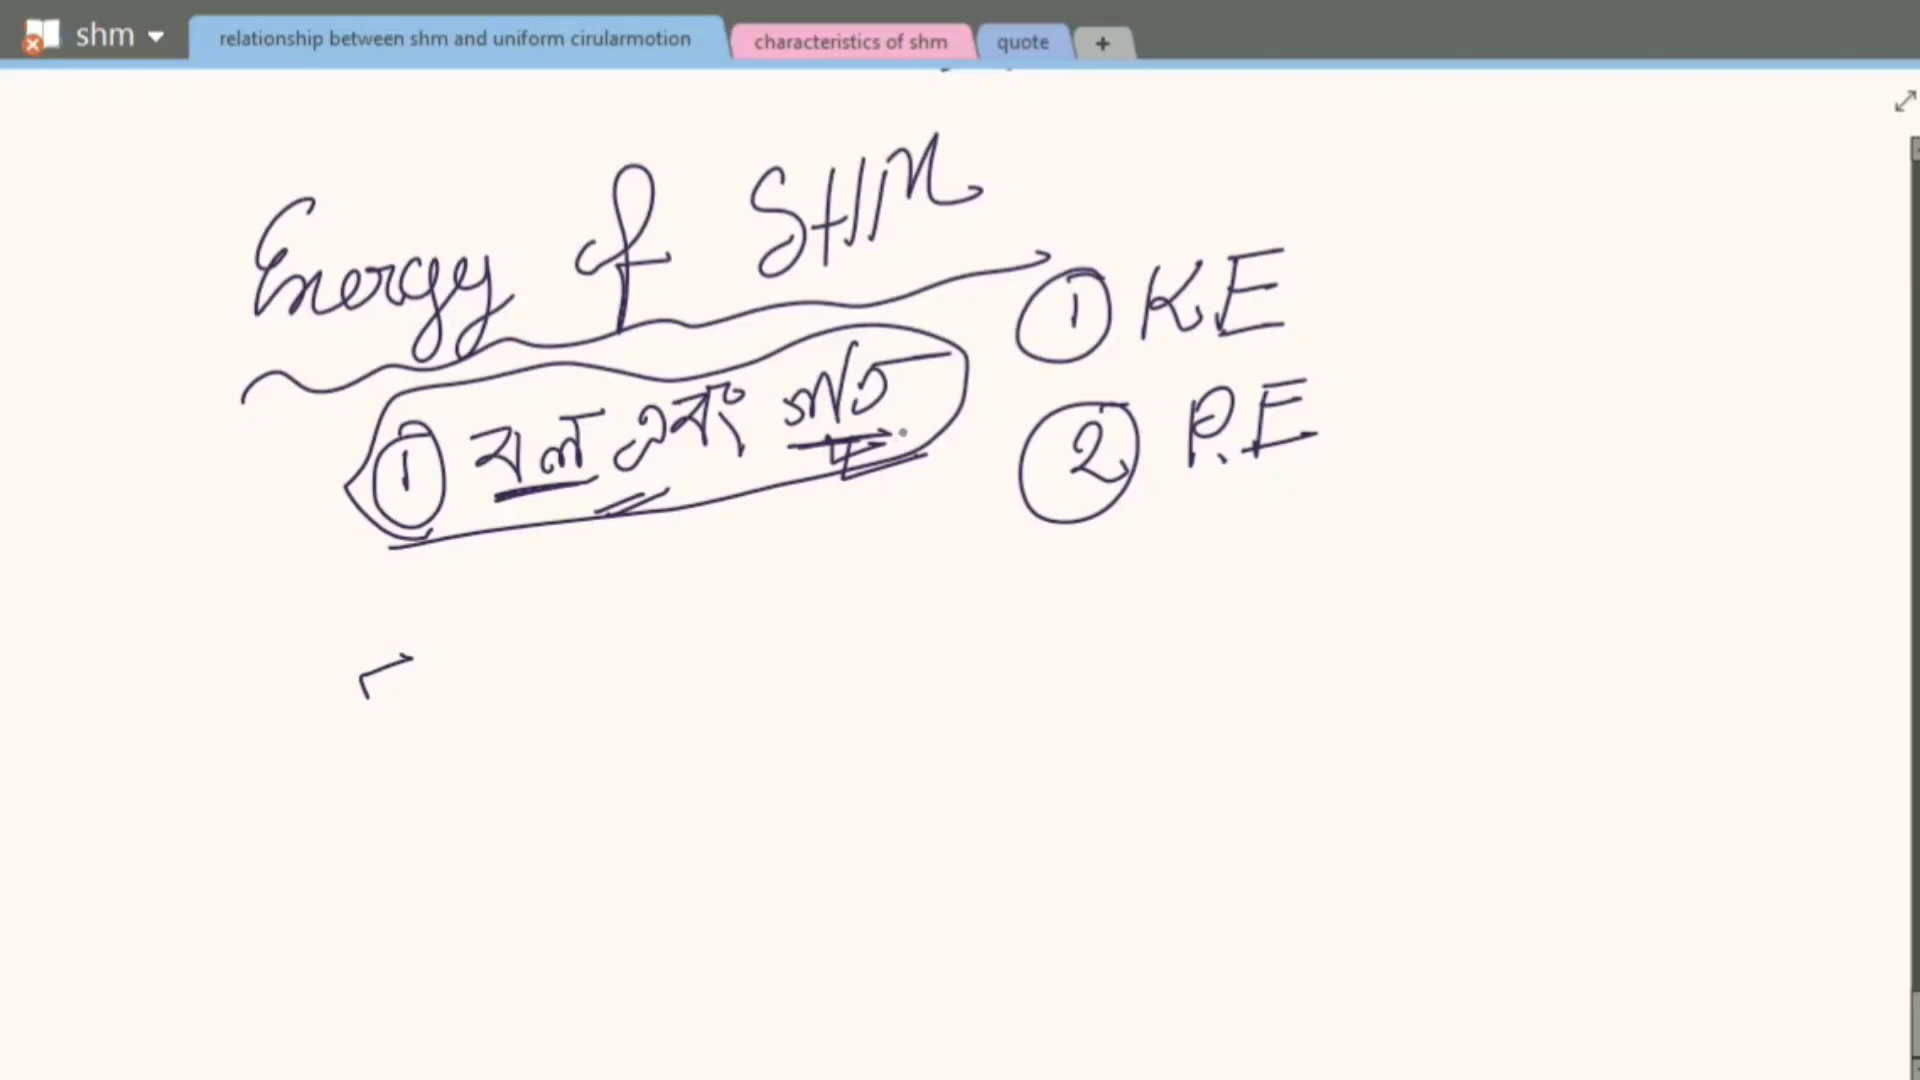 shm
relationship between shm and uniform cirularmotion
characteristics of shm
quote
+
Energy of SHM
① KE
① বল এবং
② P.E